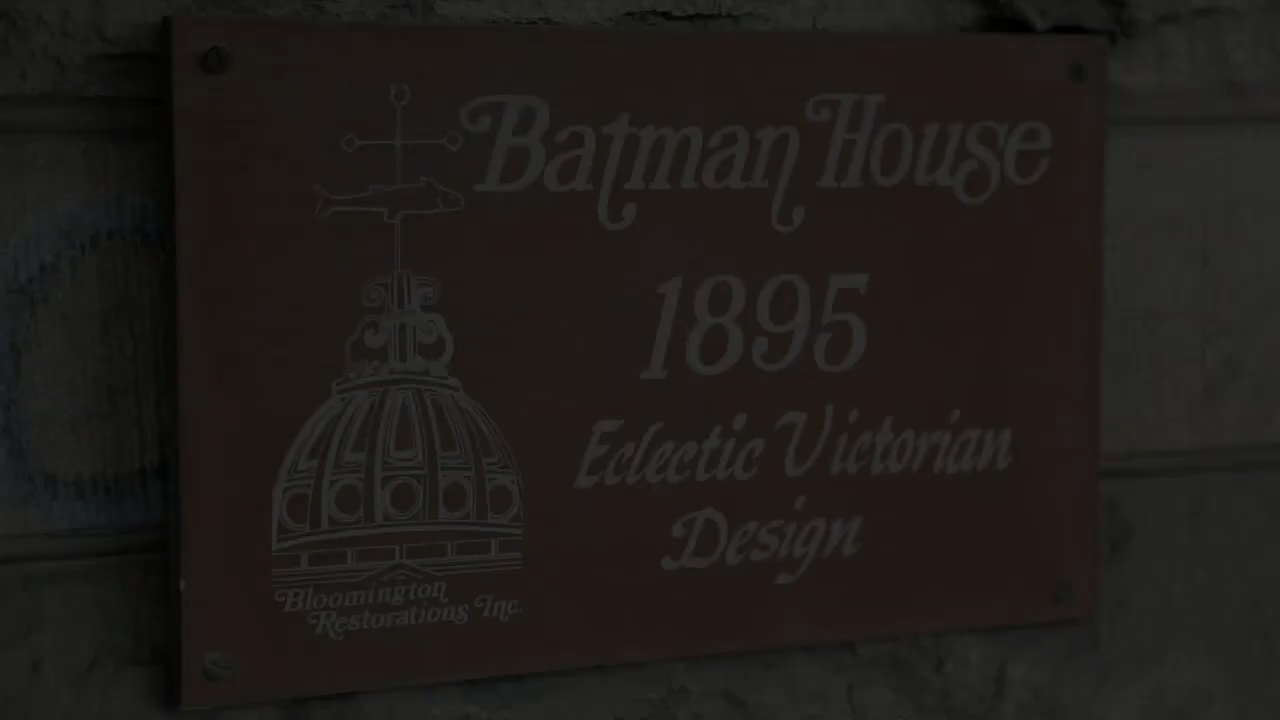 Batman House
1895
Eclectic Victorian
Design
Bloomington
Restorations Inc.